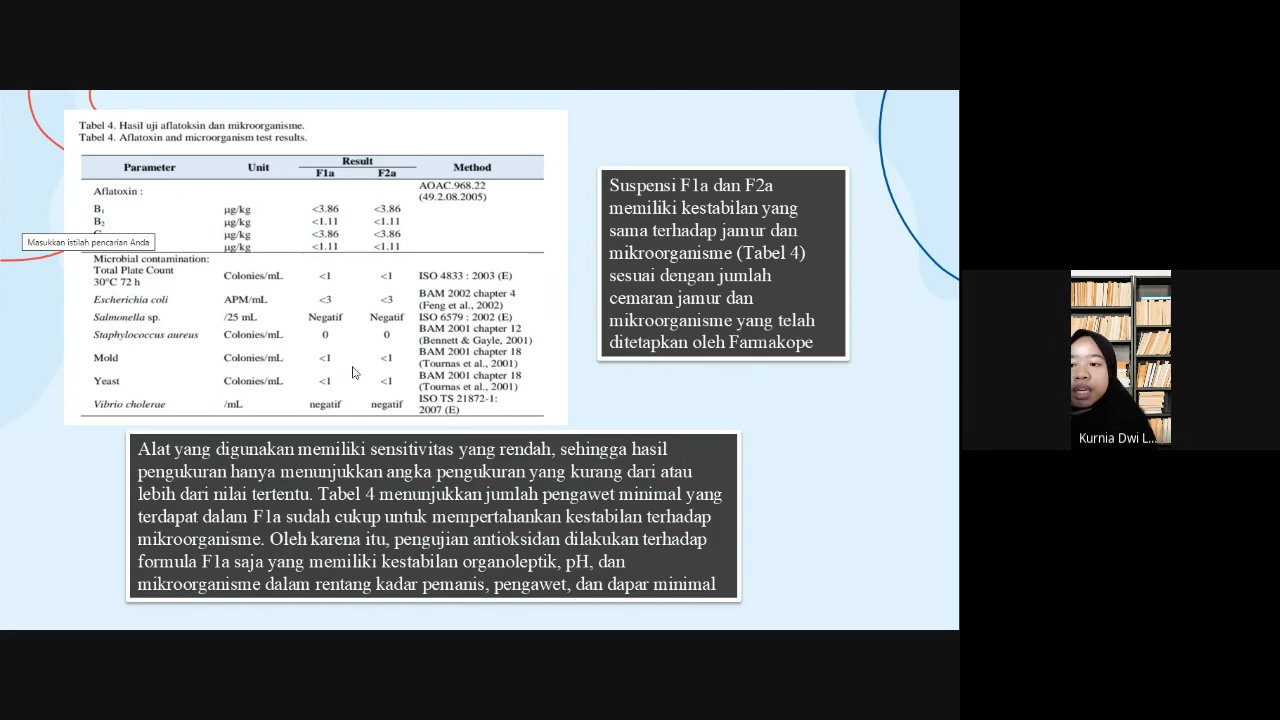 Tabel 4. Hasil uji aflatoksin dan mikroorganisme.
Tabel 4. Aflatoxin and microorganism test results.
Parameter Unit Result Method
F1a F2a
Aflatoxin : AOAC.968.22
(49.2.08.2005)
B₁ µg/kg <3.86 <3.86
B₂ µg/kg <1.11 <1.11
µg/kg <3.86 <3.86
µg/kg <1.11 <1.11
Masukkan istilah pencarian Anda
Microbial contamination:
Total Plate Count
30°C 72 h Colonies/mL <1 <1 ISO 4833 : 2003 (E)
Escherichia coli APM/mL <3 <3 BAM 2002 chapter 4
(Feng et al., 2002)
Salmonella sp. /25 mL Negatif Negatif ISO 6579 : 2002 (E)
Staphylococcus aureus Colonies/mL 0 0 BAM 2001 chapter 12
(Bennett & Gayle, 2001)
Mold Colonies/mL <1 <1 BAM 2001 chapter 18
(Tournas et al., 2001)
Yeast Colonies/mL <1 <1 BAM 2001 chapter 18
(Tournas et al., 2001)
Vibrio cholerae /mL negatif negatif ISO TS 21872-1:
2007 (E)
Suspensi F1a dan F2a
memiliki kestabilan yang
sama terhadap jamur dan
mikroorganisme (Tabel 4)
sesuai dengan jumlah
cemaran jamur dan
mikroorganisme yang telah
ditetapkan oleh Farmakope
Alat yang digunakan memiliki sensitivitas yang rendah, sehingga hasil
pengukuran hanya menunjukkan angka pengukuran yang kurang dari atau
lebih dari nilai tertentu. Tabel 4 menunjukkan jumlah pengawet minimal yang
terdapat dalam F1a sudah cukup untuk mempertahankan kestabilan terhadap
mikroorganisme. Oleh karena itu, pengujian antioksidan dilakukan terhadap
formula F1a saja yang memiliki kestabilan organoleptik, pH, dan
mikroorganisme dalam rentang kadar pemanis, pengawet, dan dapar minimal
Kurnia Dwi L...